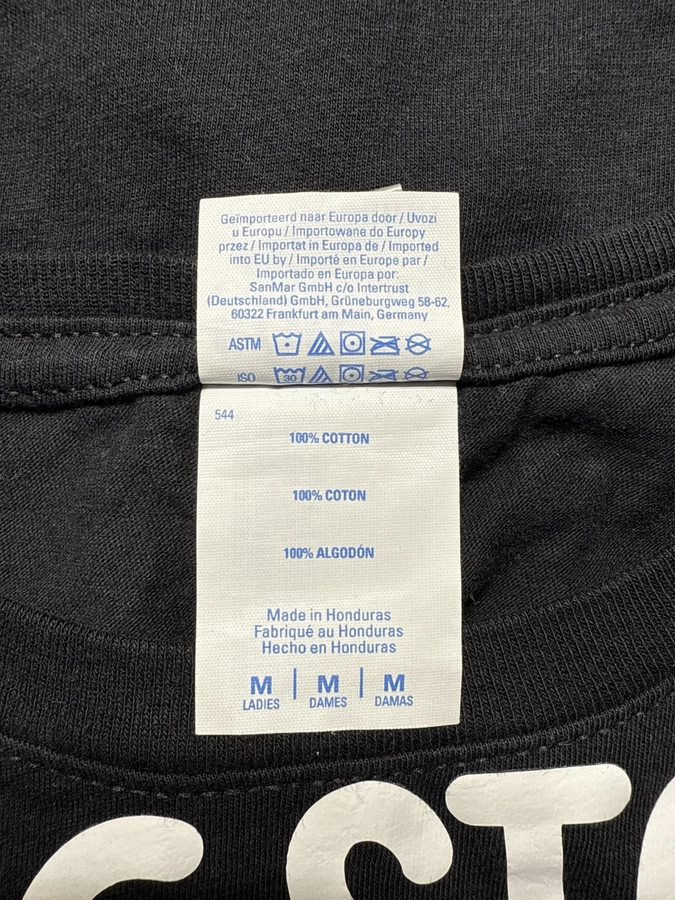 Geïmporteerd naar Europa door / Uvozi
u Europu / Importowane do Europy
przez / Importat in Europa de / Imported
into EU by / Importé en Europe par /
Importado en Europa por:
SanMar GmbH c/o Intertrust
(Deutschland) GmbH, Grüneburgweg 58-62,
60322 Frankfurt am Main, Germany
ASTM
ISO 30
544
100% COTTON
100% COTON
100% ALGODÓN
Made in Honduras
Fabriqué au Honduras
Hecho en Honduras
M | M | M
LADIES DAMES DAMAS